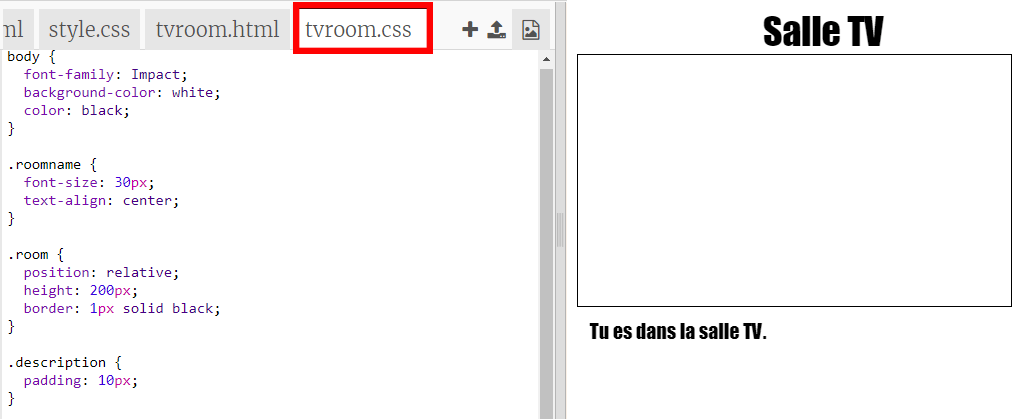 ml style.css tvroom.html tvroom.css
body {
font-family: Impact;
background-color: white;
color: black;
}
.roomname {
font-size: 30px;
text-align: center;
}
.room {
position: relative;
height: 200px;
border: 1px solid black;
}
.description {
padding: 10px;
}
Salle TV
Tu es dans la salle TV.